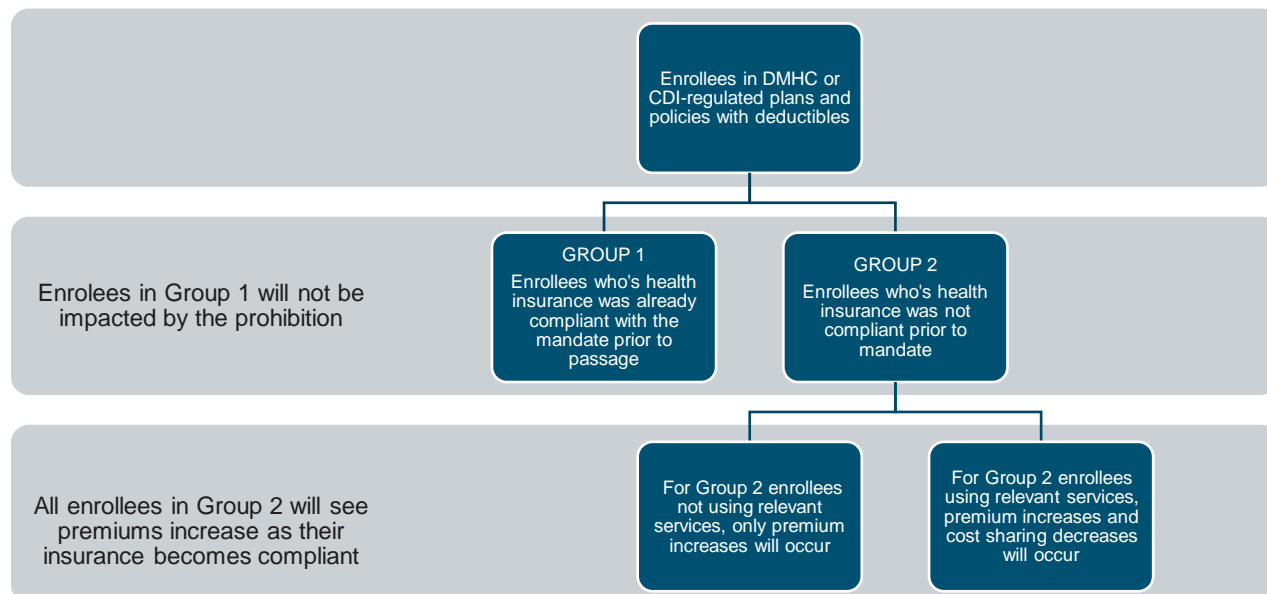 Enrollees in DMHC or
CDI-regulated plans and
policies with deductibles
Enrolees in Group 1 will not be
impacted by the prohibition
GROUP 1
Enrollees who's health
insurance was already
compliant with the
mandate prior to
passage
GROUP 2
Enrollees who's health
insurance was not
compliant prior to
mandate
All enrollees in Group 2 will see
premiums increase as their
insurance becomes compliant
For Group 2 enrollees
not using relevant
services, only premium
increases will occur
For Group 2 enrollees
using relevant services,
premium increases and
cost sharing decreases
will occur